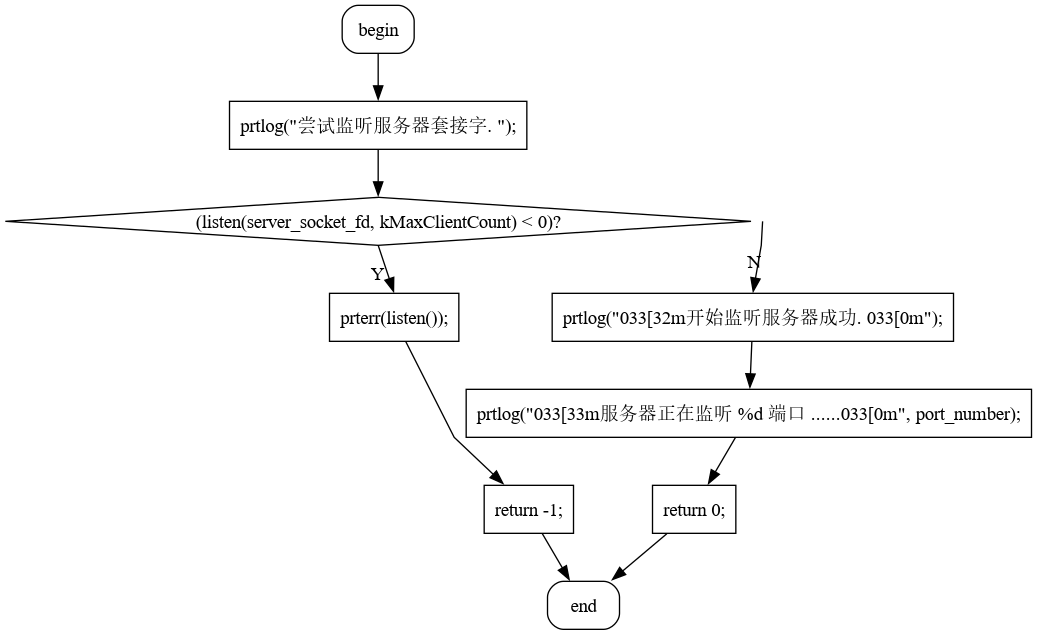 begin
prtlog("尝试监听服务器套接字. ");
(listen(server_socket_fd, kMaxClientCount) < 0)?
Y
N
prterr(listen());
prtlog("033[32m开始监听服务器成功. 033[0m");
prtlog("033[33m服务器正在监听 %d 端口 ......033[0m", port_number);
return -1;
return 0;
end